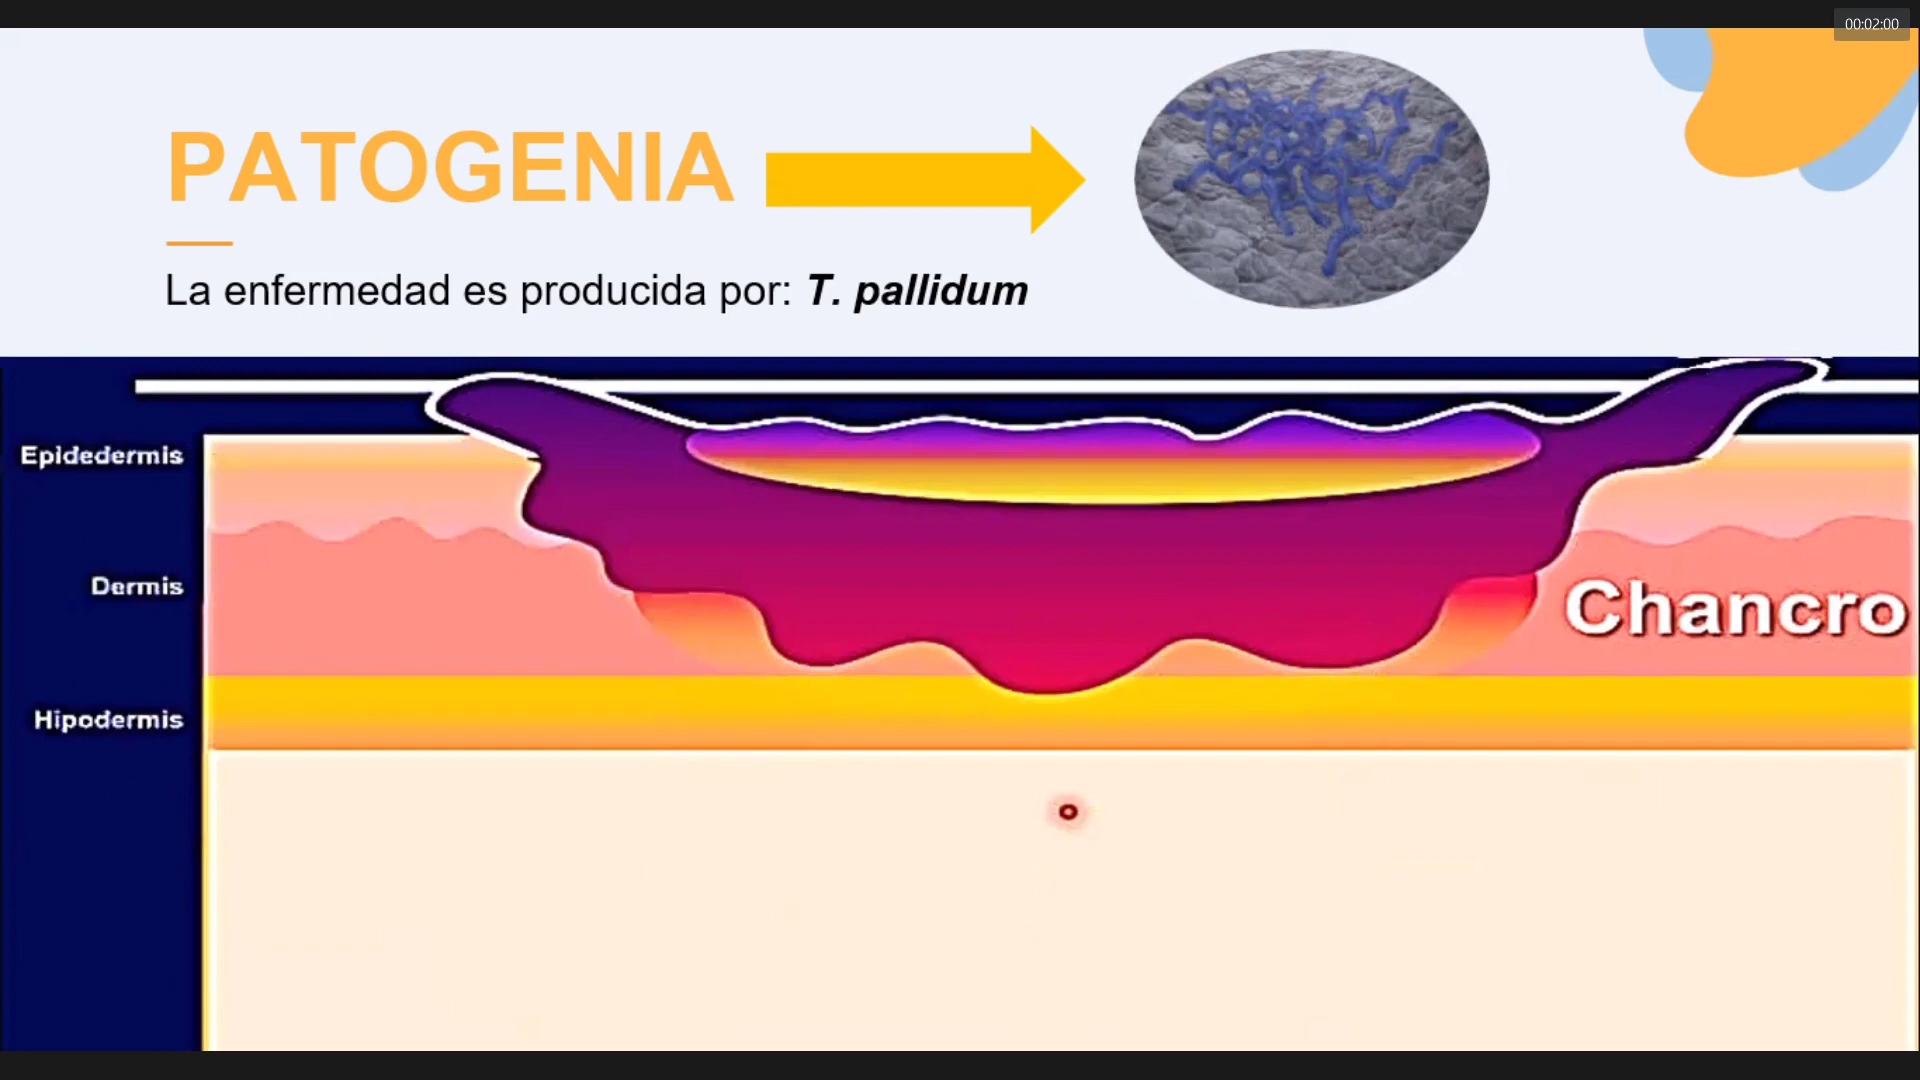 00:02:00
PATOGENIA
La enfermedad es producida por: T. pallidum
Epidedermis
Dermis
Chancro
Hipodermis